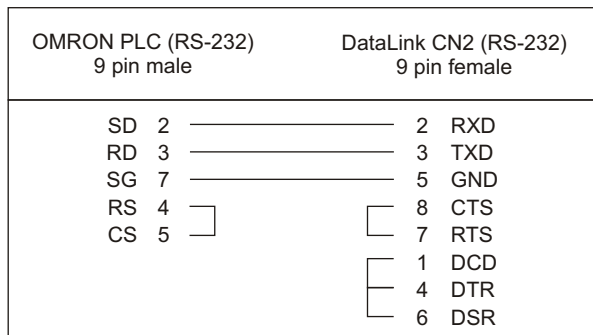 OMRON PLC (RS-232) DataLink CN2 (RS-232)
9 pin male 9 pin female
SD 2 2 RXD
RD 3 3 TXD
SG 7 5 GND
RS 4 8 CTS
CS 5 7 RTS
1 DCD
4 DTR
6 DSR